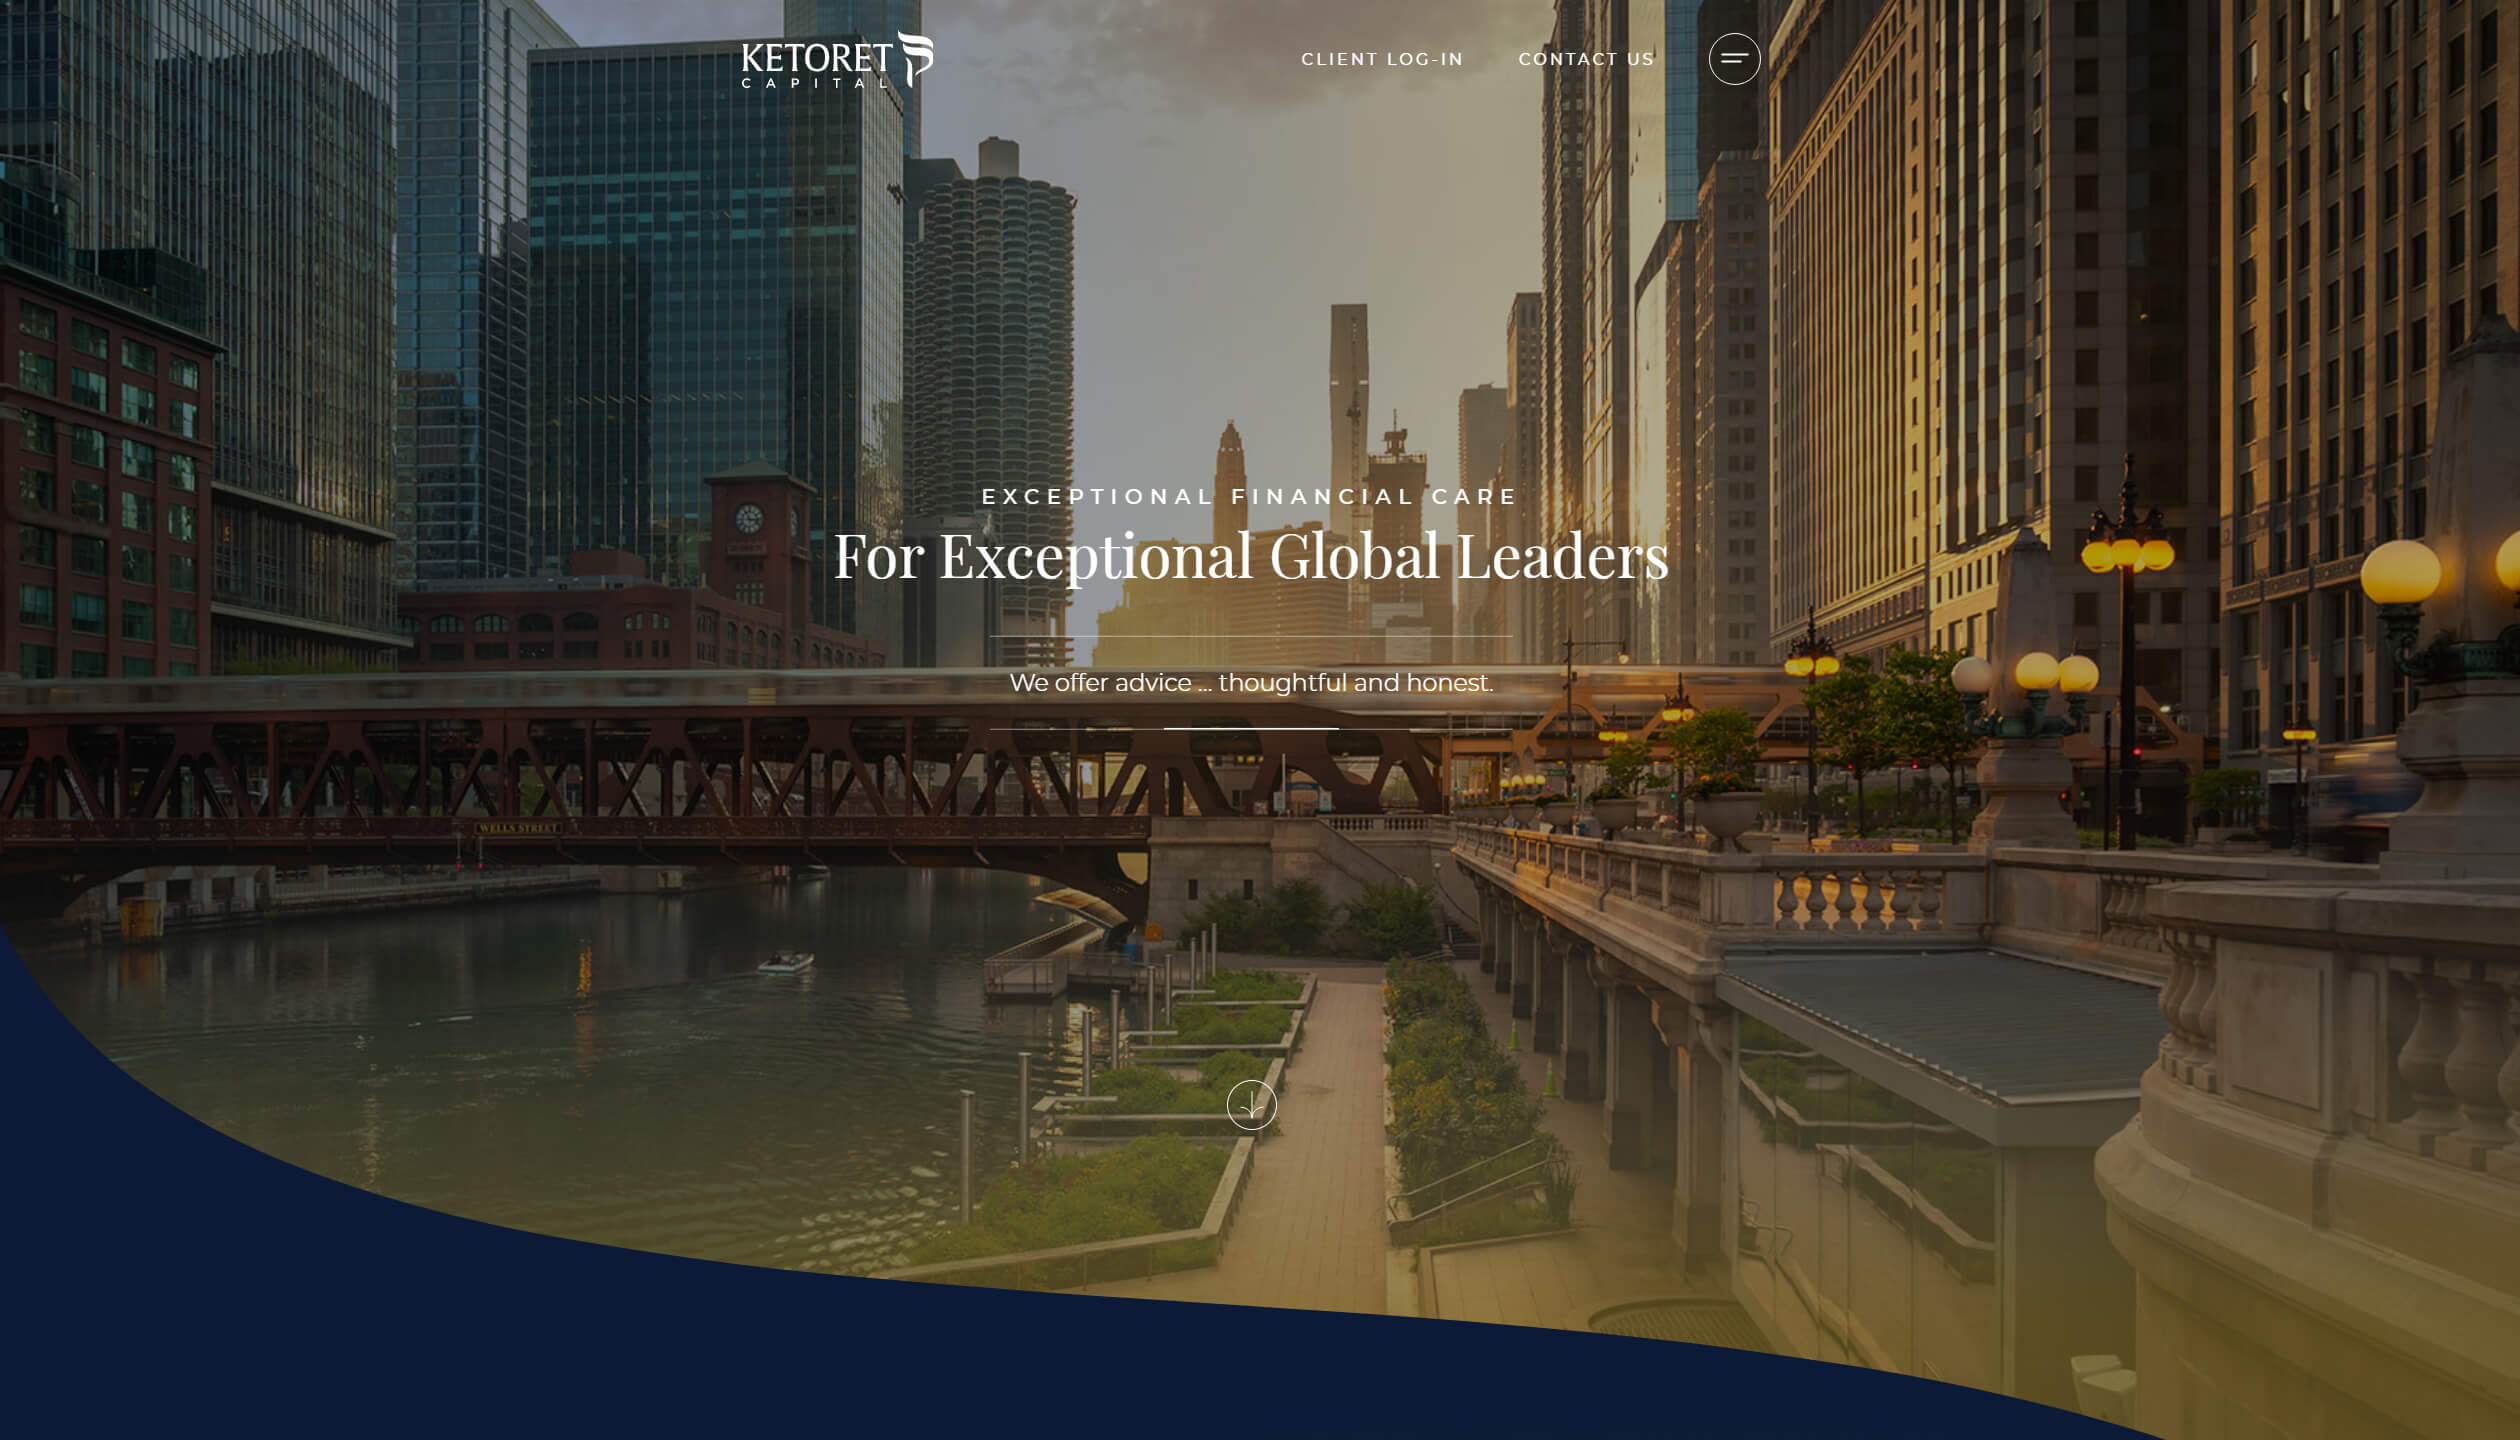 KETORET
CAPITAL
CLIENT LOG-IN
CONTACT US
EXCEPTIONAL FINANCIAL CARE
For Exceptional Global Leaders
We offer advice ... thoughtful and honest.
WELLS STREET